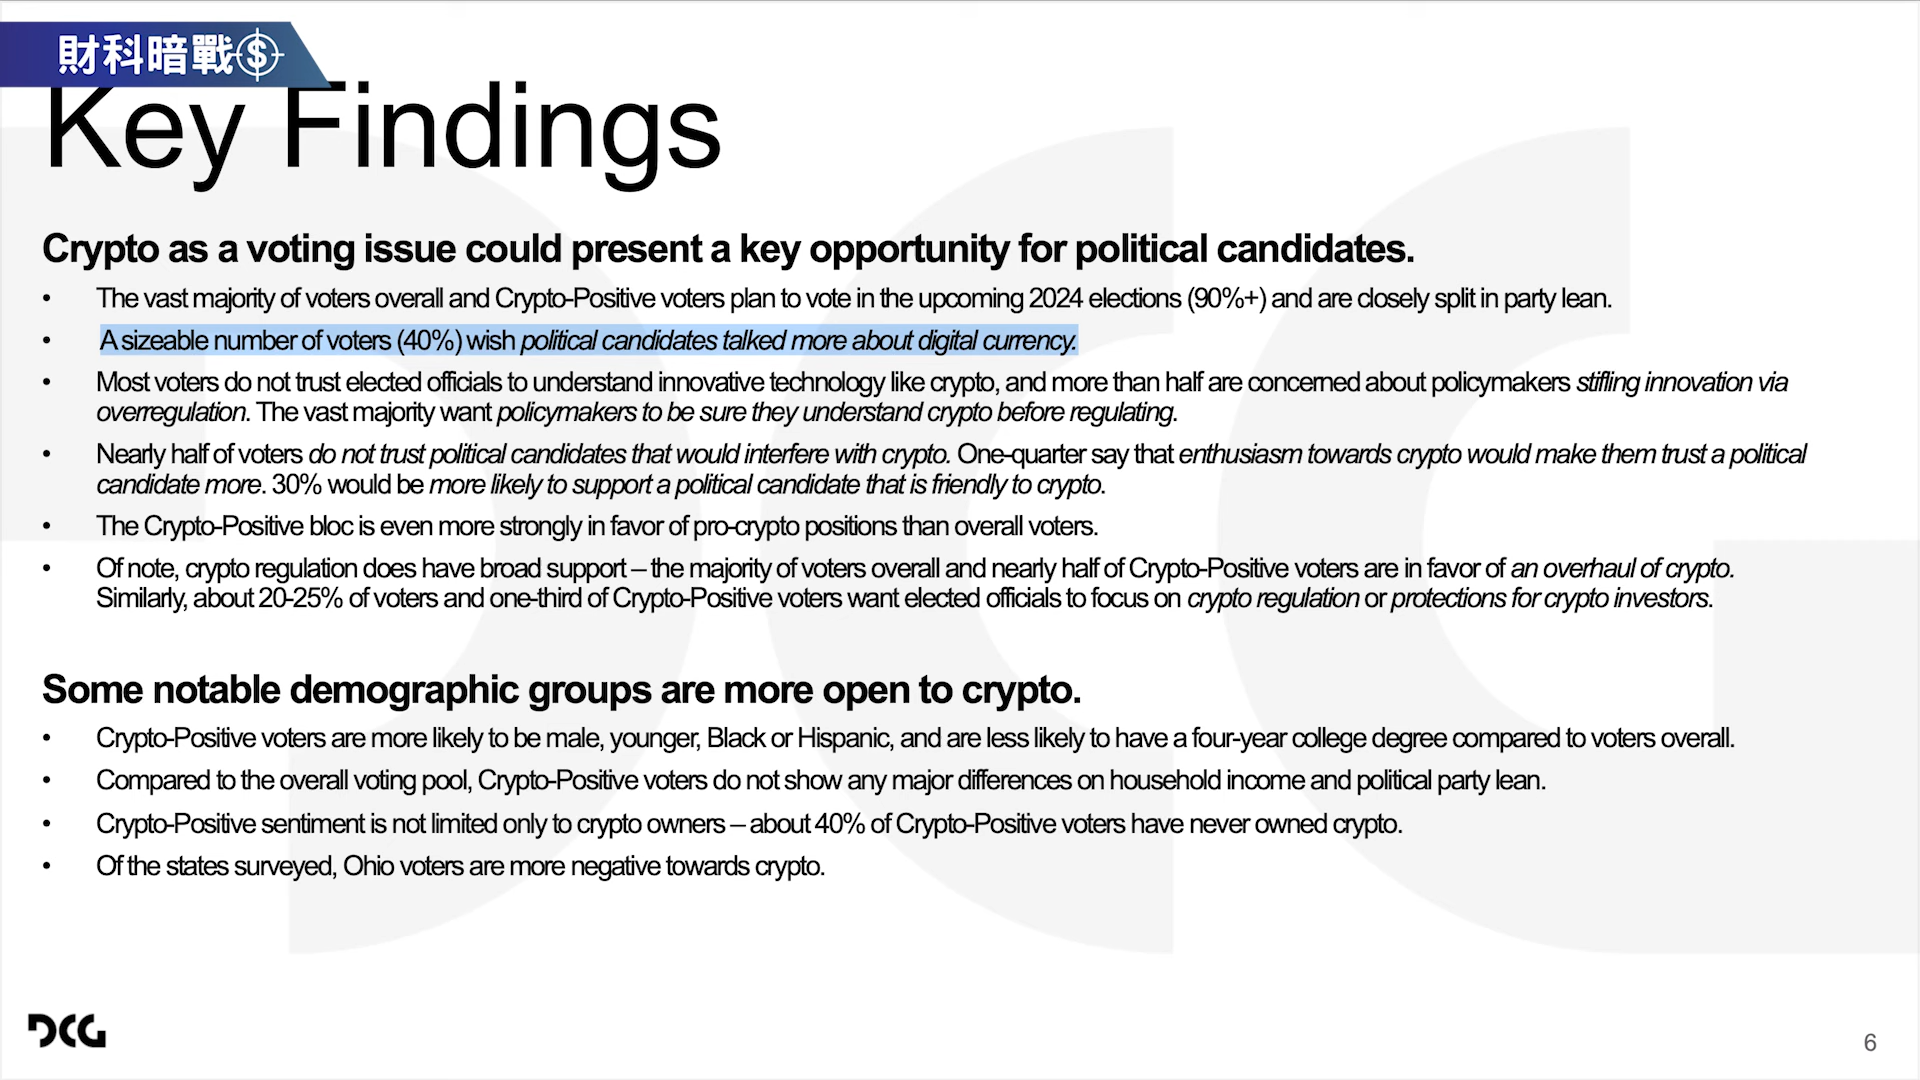 財科暗戰$
Key Findings
Crypto as a voting issue could present a key opportunity for political candidates.
• The vast majority of voters overall and Crypto-Positive voters plan to vote in the upcoming 2024 elections (90%+) and are closely split in party lean.
• A sizeable number of voters (40%) wish political candidates talked more about digital currency.
• Most voters do not trust elected officials to understand innovative technology like crypto, and more than half are concerned about policymakers stifling innovation via
overregulation. The vast majority want policymakers to be sure they understand crypto before regulating.
• Nearly half of voters do not trust political candidates that would interfere with crypto. One-quarter say that enthusiasm towards crypto would make them trust a political
candidate more. 30% would be more likely to support a political candidate that is friendly to crypto.
• The Crypto-Positive bloc is even more strongly in favor of pro-crypto positions than overall voters.
• Of note, crypto regulation does have broad support – the majority of voters overall and nearly half of Crypto-Positive voters are in favor of an overhaul of crypto.
Similarly, about 20-25% of voters and one-third of Crypto-Positive voters want elected officials to focus on crypto regulation or protections for crypto investors.
Some notable demographic groups are more open to crypto.
• Crypto-Positive voters are more likely to be male, younger, Black or Hispanic, and are less likely to have a four-year college degree compared to voters overall.
• Compared to the overall voting pool, Crypto-Positive voters do not show any major differences on household income and political party lean.
• Crypto-Positive sentiment is not limited only to crypto owners – about 40% of Crypto-Positive voters have never owned crypto.
• Of the states surveyed, Ohio voters are more negative towards crypto.
DCG
6